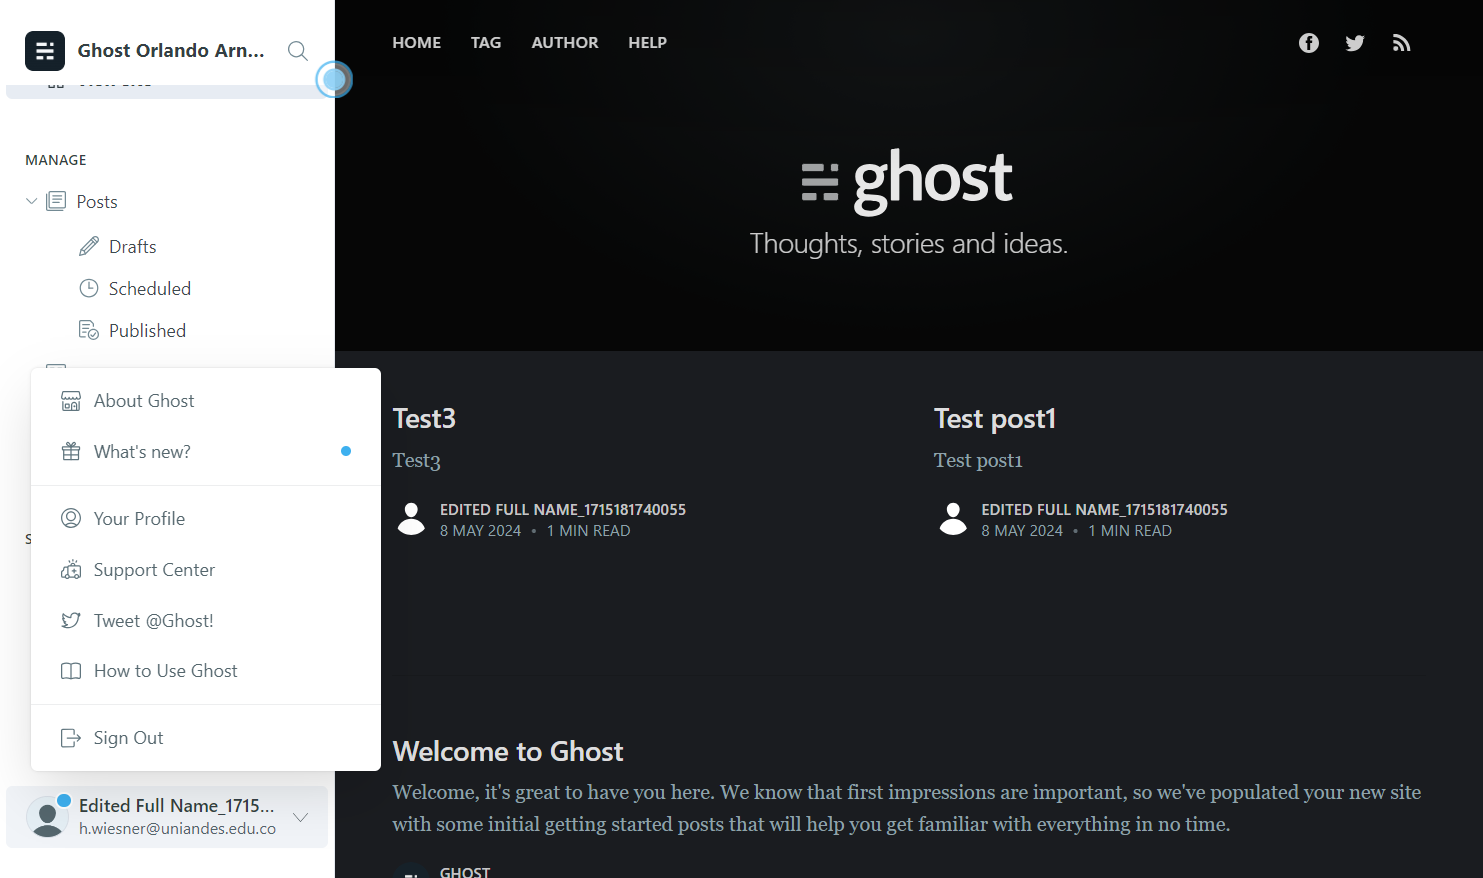 Ghost Orlando Arn...
MANAGE
Posts
Drafts
Scheduled
Published
About Ghost
What's new?
Your Profile
Support Center
Tweet @Ghost!
How to Use Ghost
Sign Out
Edited Full Name_1715...
h.wiesner@uniandes.edu.co
HOME TAG AUTHOR HELP
ghost
Thoughts, stories and ideas.
Test3
Test3
EDITED FULL NAME_1715181740055
8 MAY 2024 • 1 MIN READ
Test post1
Test post1
EDITED FULL NAME_1715181740055
8 MAY 2024 • 1 MIN READ
Welcome to Ghost
Welcome, it's great to have you here. We know that first impressions are important, so we've populated your new site
with some initial getting started posts that will help you get familiar with everything in no time.
GHOST